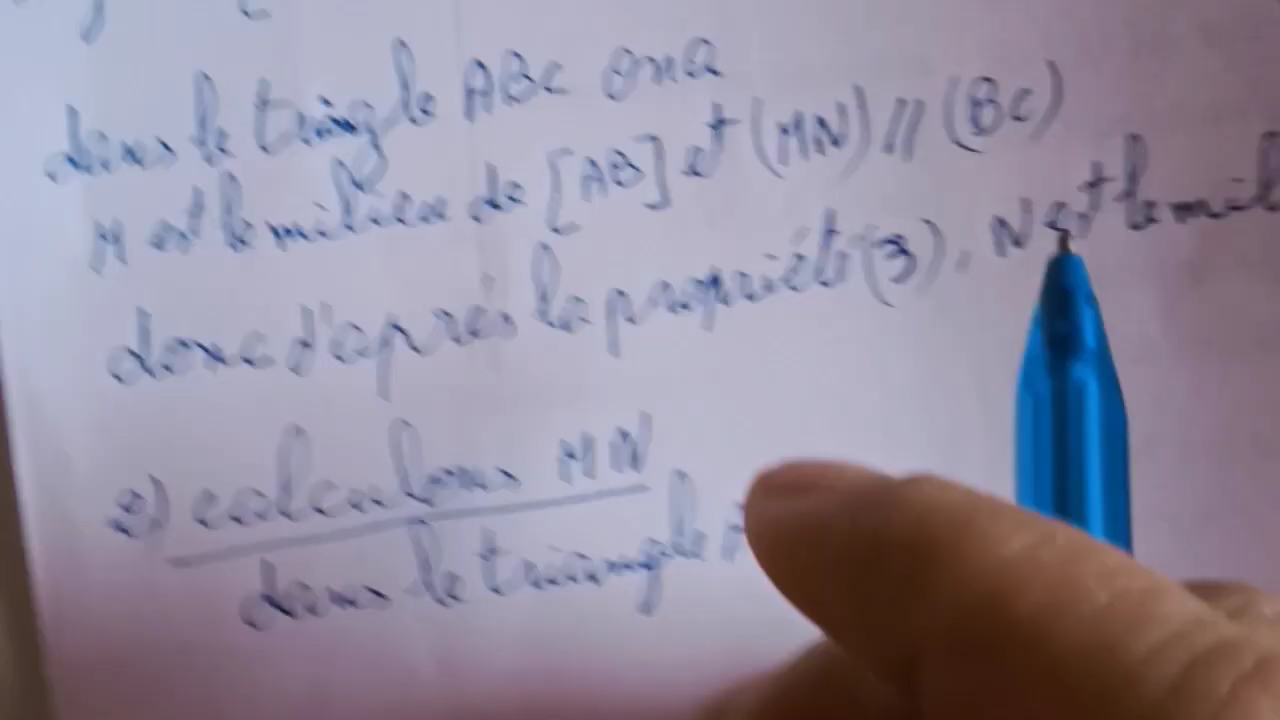 dans le triangle ABC on a
M est le milieu de [AB] et (MN) // (BC)
donc d'après la propriété (3), N est le mil
2) calculons MN
dans le triangle